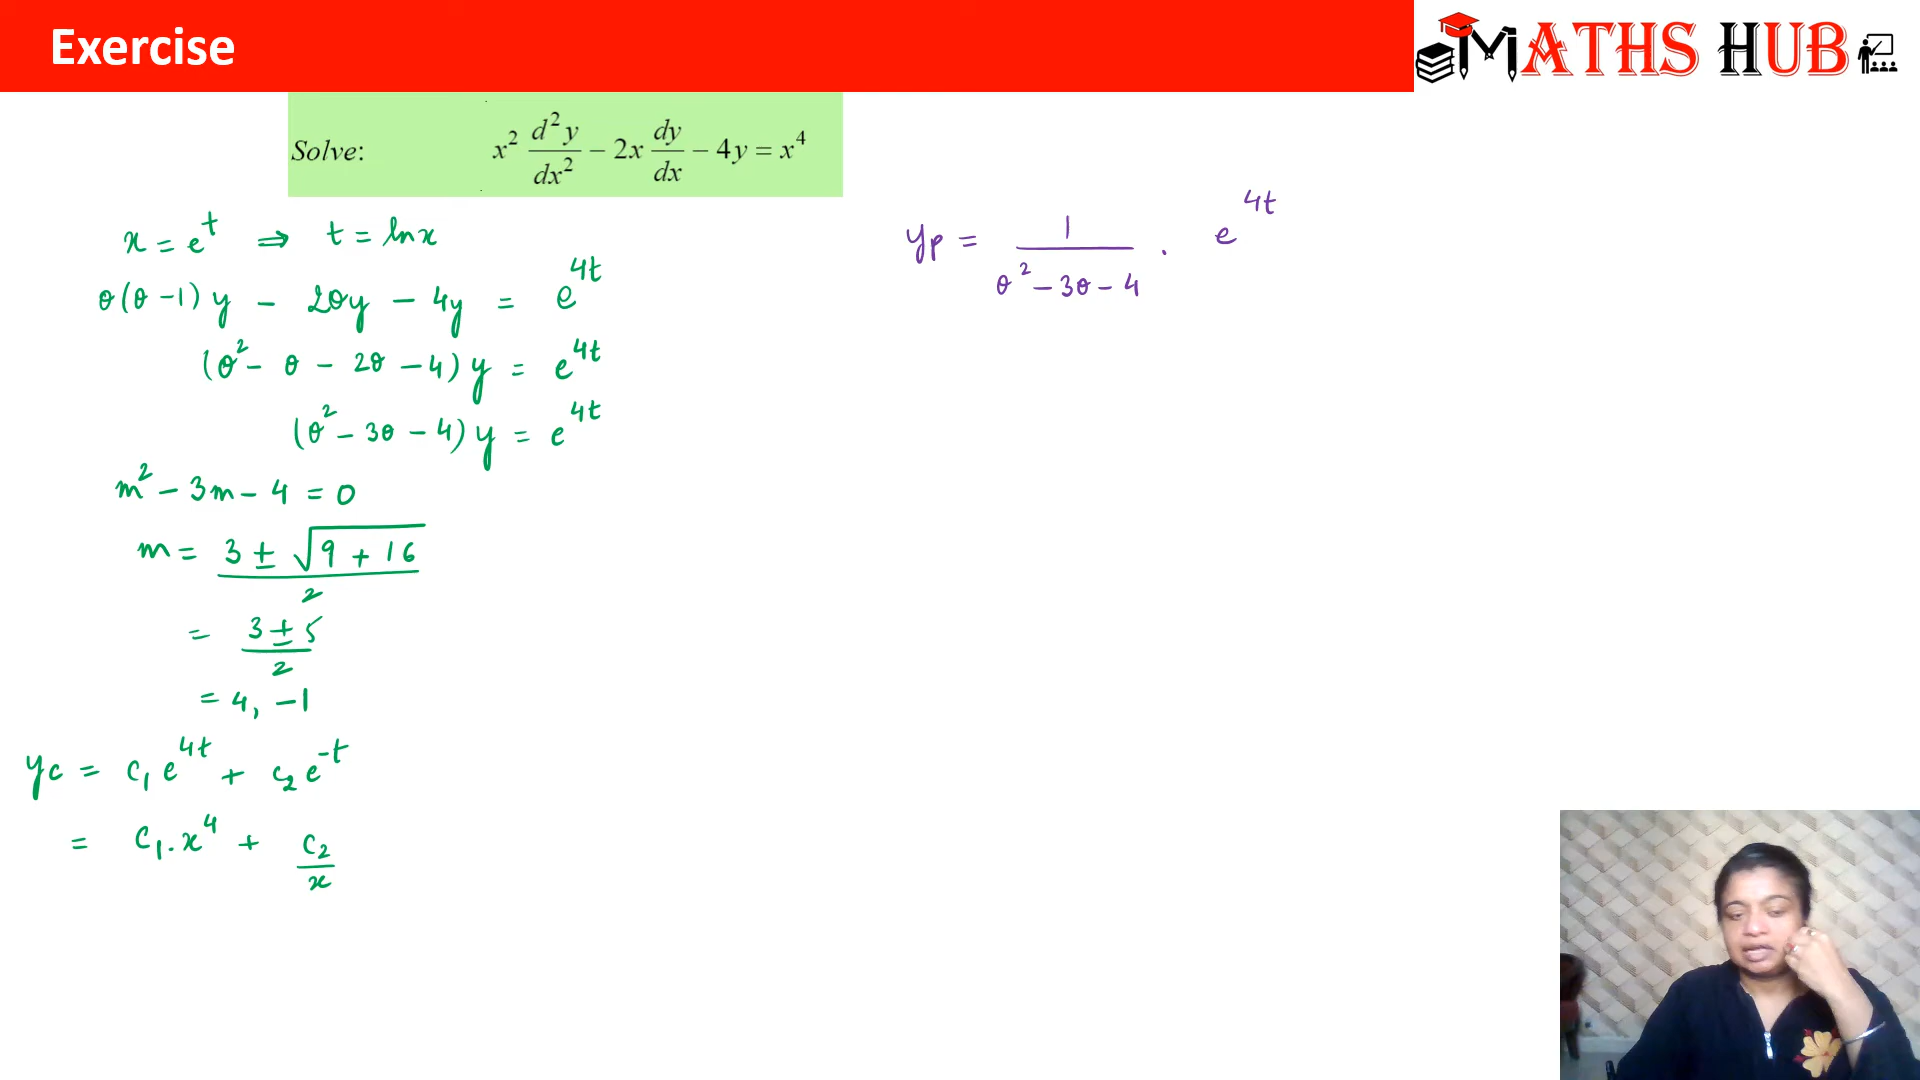 Exercise
MATHS HUB
Solve: x² d²y/dx² − 2x dy/dx − 4y = x⁴
x = e^t ⇒ t = ln x
θ(θ−1)y − 2θy − 4y = e^4t
(θ² − θ − 2θ − 4)y = e^4t
(θ² − 3θ − 4)y = e^4t
m² − 3m − 4 = 0
m = (3 ± √(9 + 16))/2
= (3 ± 5)/2
= 4, −1
yc = c₁e^4t + c₂e^−t
= c₁.x⁴ + c₂/x
yp = 1/(θ² − 3θ − 4) . e^4t